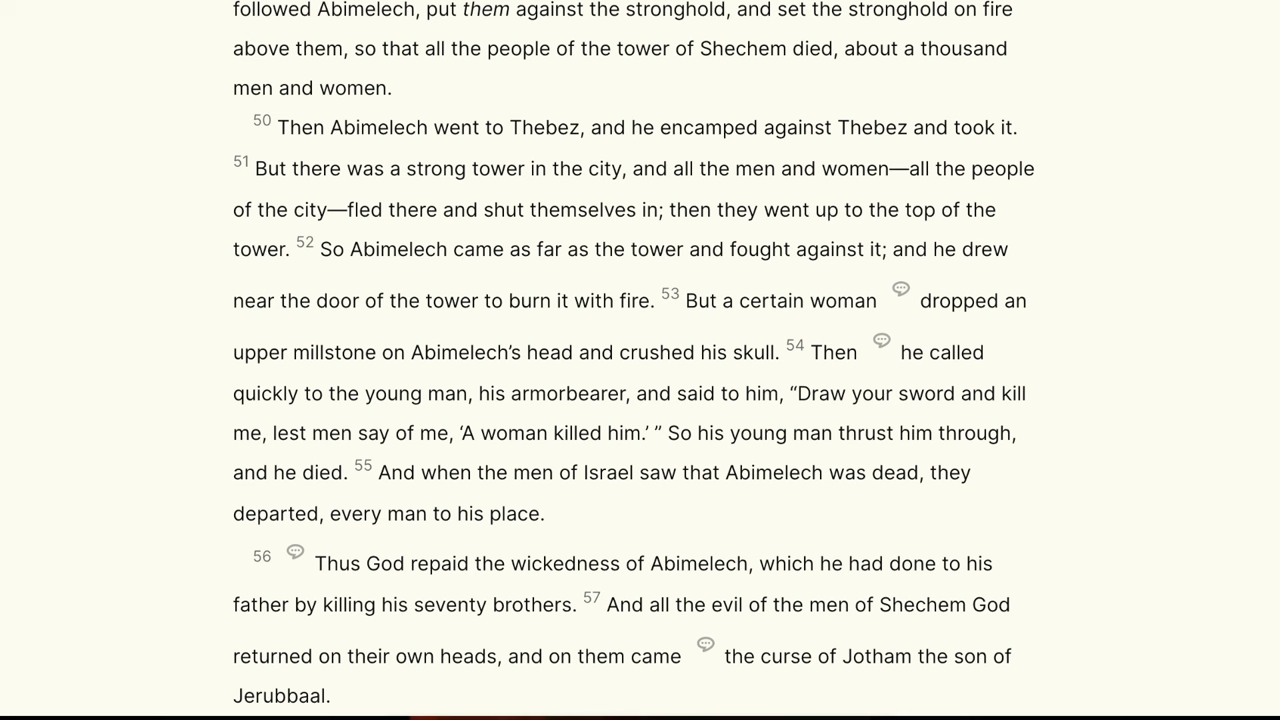 followed Abimelech, put them against the stronghold, and set the stronghold on fire
above them, so that all the people of the tower of Shechem died, about a thousand
men and women.
50 Then Abimelech went to Thebez, and he encamped against Thebez and took it.
51 But there was a strong tower in the city, and all the men and women—all the people
of the city—fled there and shut themselves in; then they went up to the top of the
tower. 52 So Abimelech came as far as the tower and fought against it; and he drew
near the door of the tower to burn it with fire. 53 But a certain woman dropped an
upper millstone on Abimelech’s head and crushed his skull. 54 Then he called
quickly to the young man, his armorbearer, and said to him, “Draw your sword and kill
me, lest men say of me, ‘A woman killed him.’ ” So his young man thrust him through,
and he died. 55 And when the men of Israel saw that Abimelech was dead, they
departed, every man to his place.
56 Thus God repaid the wickedness of Abimelech, which he had done to his
father by killing his seventy brothers. 57 And all the evil of the men of Shechem God
returned on their own heads, and on them came the curse of Jotham the son of
Jerubbaal.